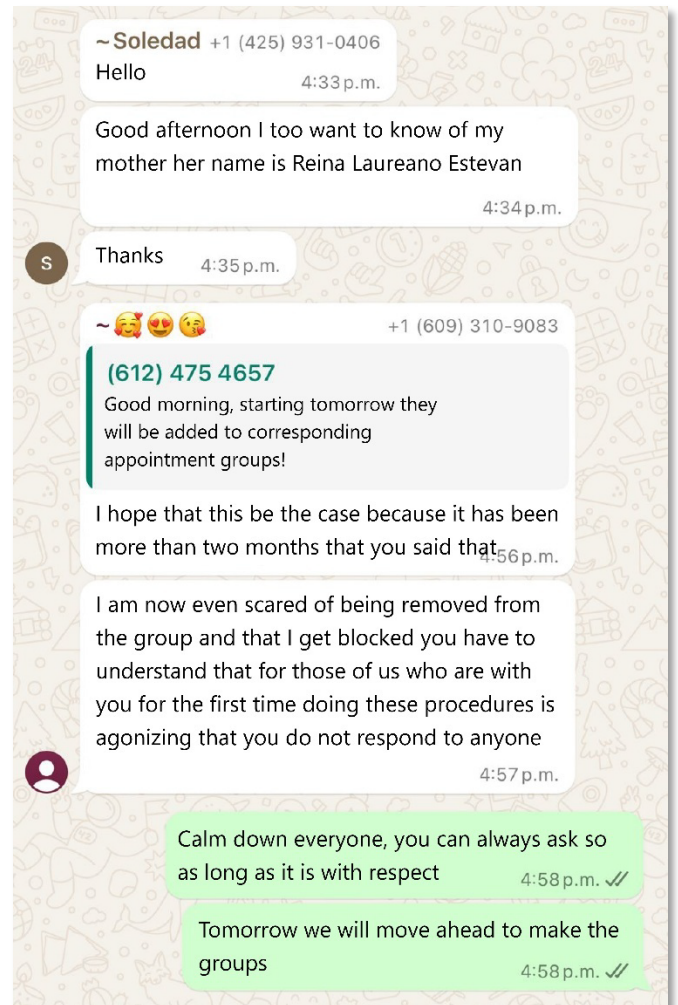 ~Soledad +1 (425) 931-0406
Hello
4:33 p.m.
Good afternoon I too want to know of my
mother her name is Reina Laureano Estevan
4:34 p.m.
S
Thanks 4:35 p.m.
~🥰😍😘 +1 (609) 310-9083
(612) 475 4657
Good morning, starting tomorrow they
will be added to corresponding
appointment groups!
I hope that this be the case because it has been
more than two months that you said that 4:56 p.m.
I am now even scared of being removed from
the group and that I get blocked you have to
understand that for those of us who are with
you for the first time doing these procedures is
agonizing that you do not respond to anyone
4:57 p.m.
Calm down everyone, you can always ask so
as long as it is with respect 4:58 p.m.
Tomorrow we will move ahead to make the
groups 4:58 p.m.